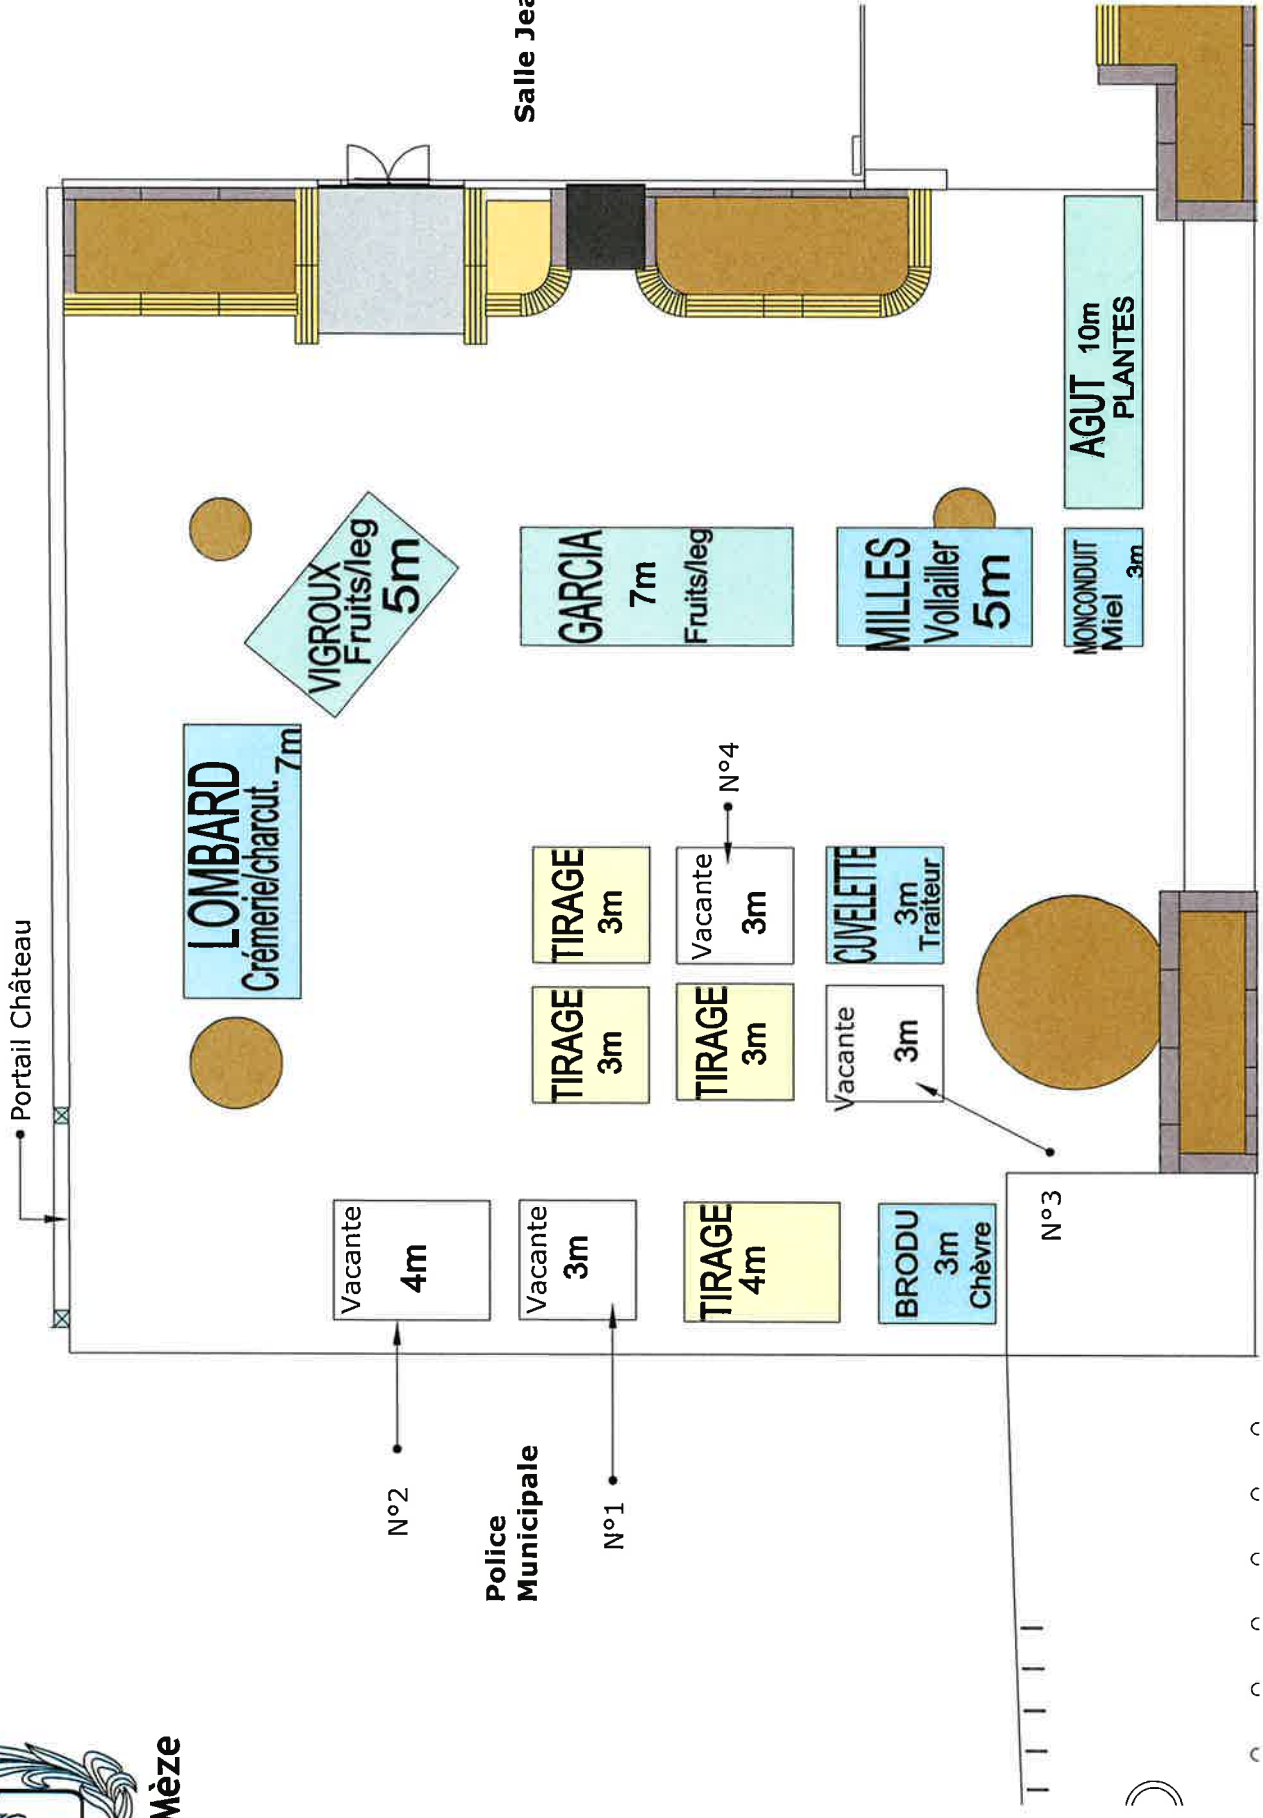 Mèze
Portail Château
Police
Municipale
Salle Jea
N°2
N°1
Vacante
4m
Vacante
3m
TIRAGE
4m
BRODU
3m
Chèvre
N°3
LOMBARD
Crémerie/charcut.
7m
TIRAGE
3m
TIRAGE
3m
Vacante
3m
TIRAGE
3m
Vacante
3m
N°4
CUVELETTE
3m
Traiteur
VIGROUX
Fruits/leg
5m
GARCIA
7m
Fruits/leg
MILLES
Vollailler
5m
MONCONDUIT
Miel
3m
AGUT 10m
PLANTES